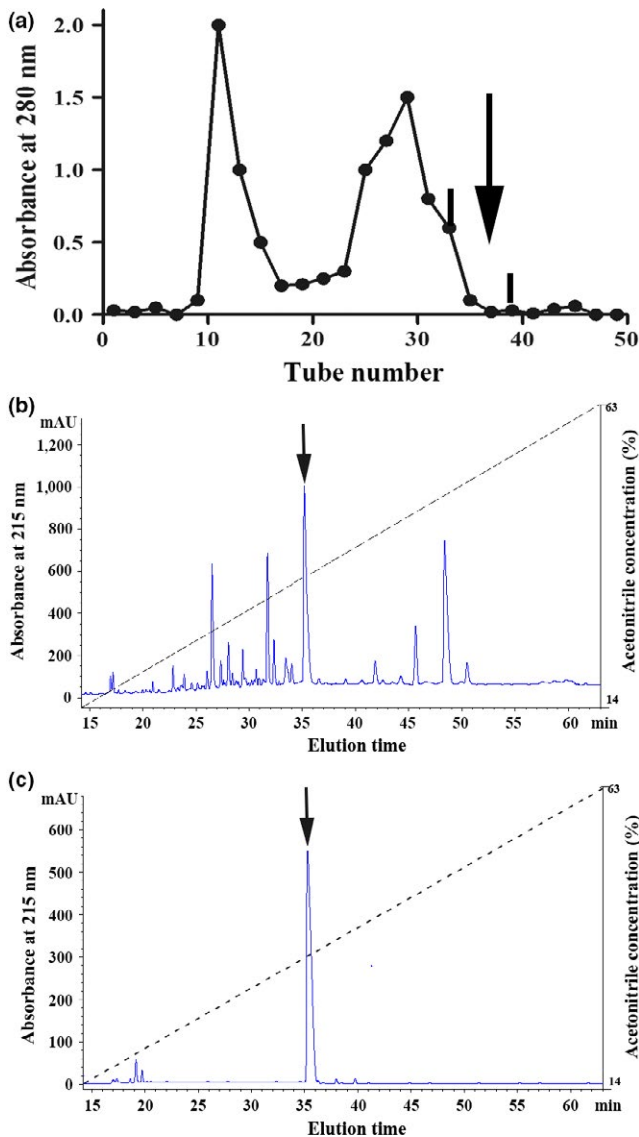 (a)
Absorbance at 280 nm
2.0
1.5
1.0
0.5
0.0
0 10 20 30 40 50
Tube number
(b)
mAU
Absorbance at 215 nm
1,200
1,000
800
600
400
200
0
63
Acetonitrile concentration (%)
14
15 20 25 30 35 40 45 50 55 60 min
Elution time
(c)
mAU
Absorbance at 215 nm
600
500
400
300
200
100
0
63
Acetonitrile concentration (%)
14
15 20 25 30 35 40 45 50 55 60 min
Elution time